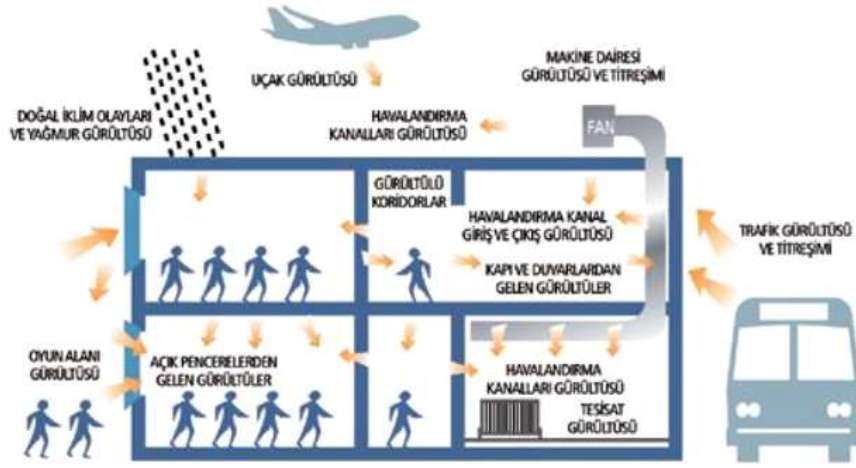 UÇAK GÜRÜLTÜSÜ
MAKİNE DAİRESİ
GÜRÜLTÜSÜ VE TİTREŞİMİ
DOĞAL İKLİM OLAYLARI
VE YAĞMUR GÜRÜLTÜSÜ
HAVALANDIRMA
KANALLARI GÜRÜLTÜSÜ
FAN
GÜRÜLTÜLÜ
KORİDORLAR
HAVALANDIRMA KANAL
GİRİŞ VE ÇIKIŞ GÜRÜLTÜSÜ
TRAFİK GÜRÜLTÜSÜ
VE TİTREŞİMİ
KAPI VE DUVARLARDAN
GELEN GÜRÜLTÜLER
OYUN ALANI
GÜRÜLTÜSÜ
AÇIK PENCERELERDEN
GELEN GÜRÜLTÜLER
HAVALANDIRMA
KANALLARI GÜRÜLTÜSÜ
TESİSAT
GÜRÜLTÜSÜ